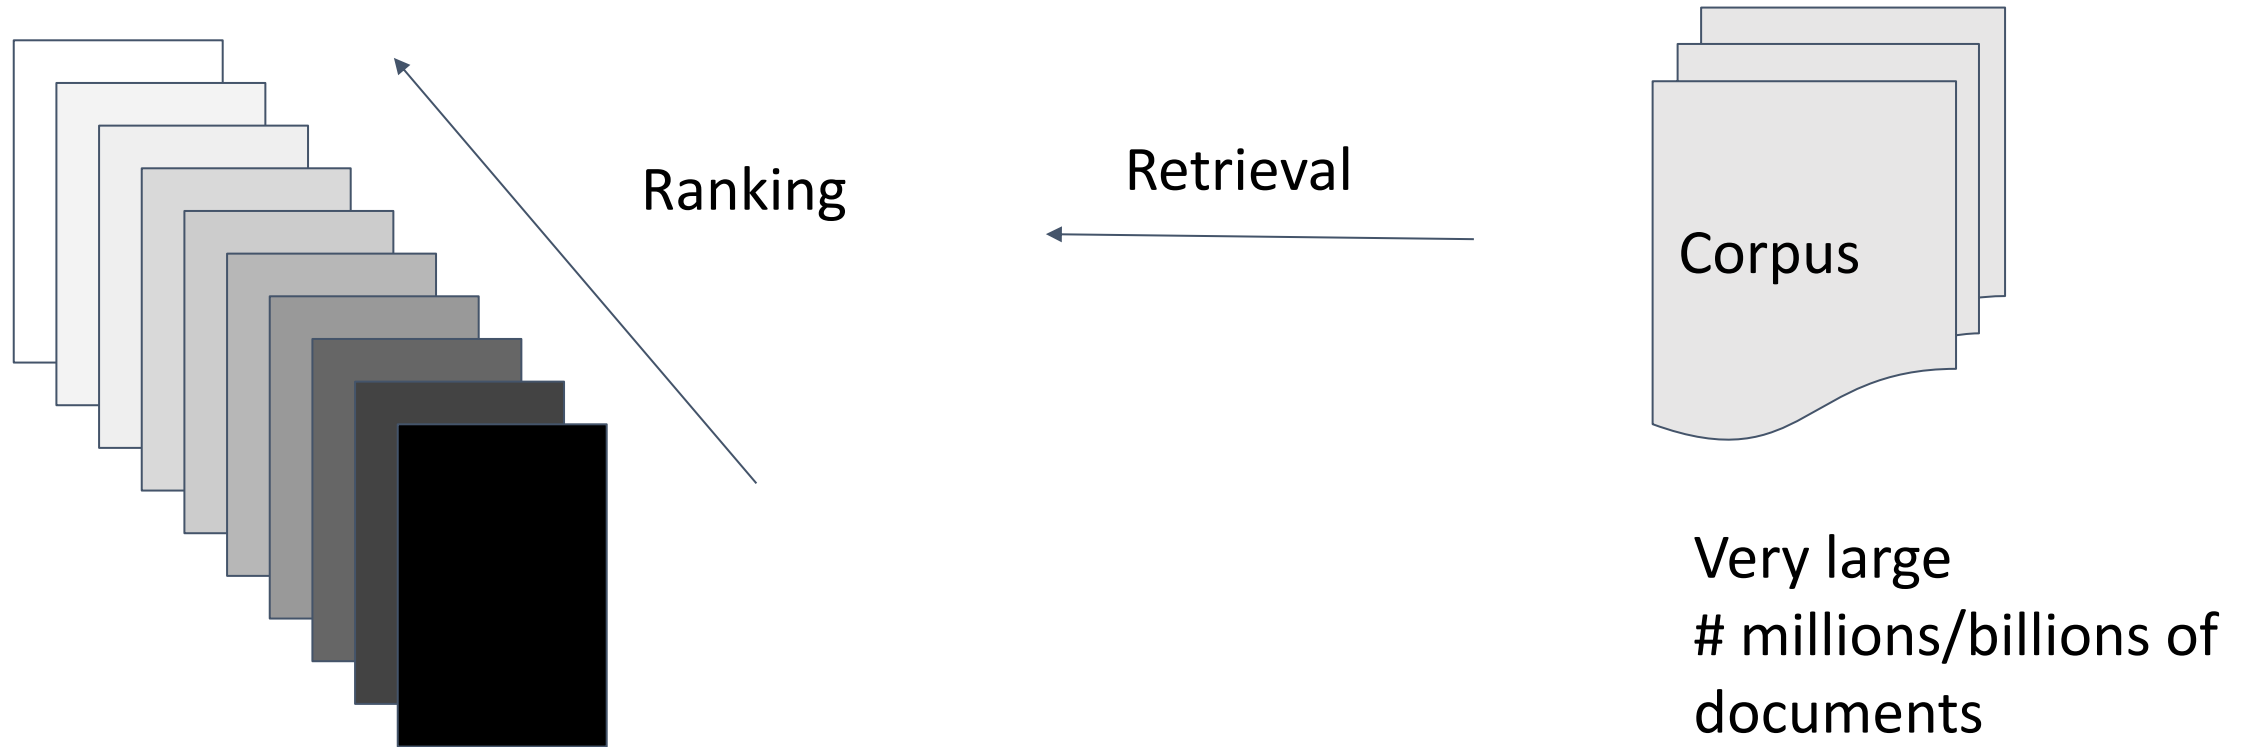 Ranking
Retrieval
Corpus
Very large
# millions/billions of
documents